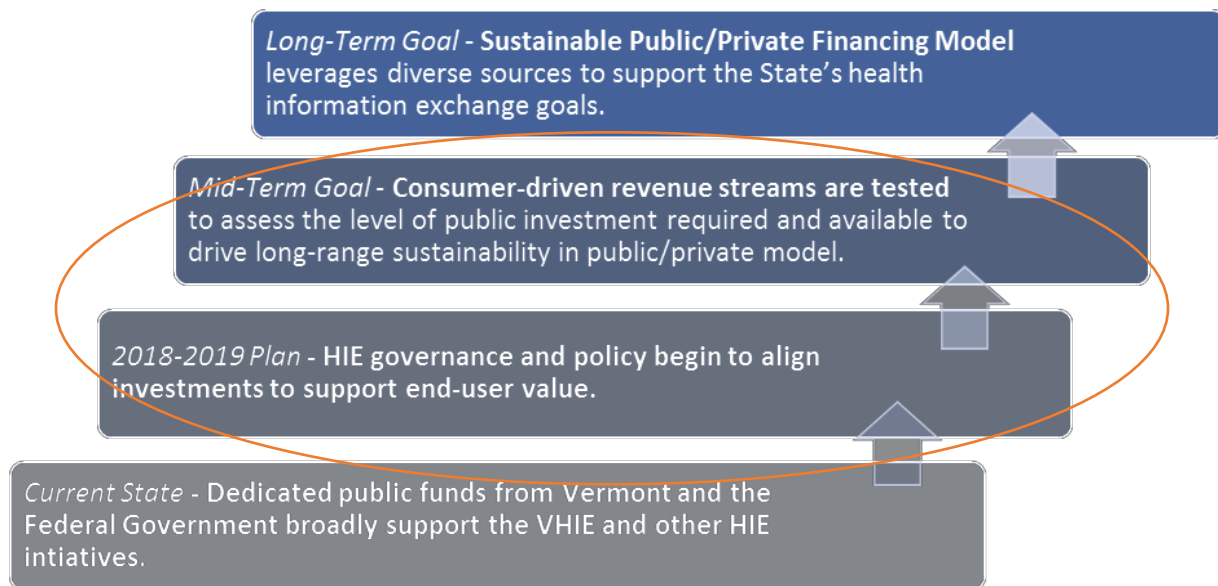 Long-Term Goal - Sustainable Public/Private Financing Model
leverages diverse sources to support the State’s health
information exchange goals.
Mid-Term Goal - Consumer-driven revenue streams are tested
to assess the level of public investment required and available to
drive long-range sustainability in public/private model.
2018-2019 Plan - HIE governance and policy begin to align
investments to support end-user value.
Current State - Dedicated public funds from Vermont and the
Federal Government broadly support the VHIE and other HIE
intiatives.